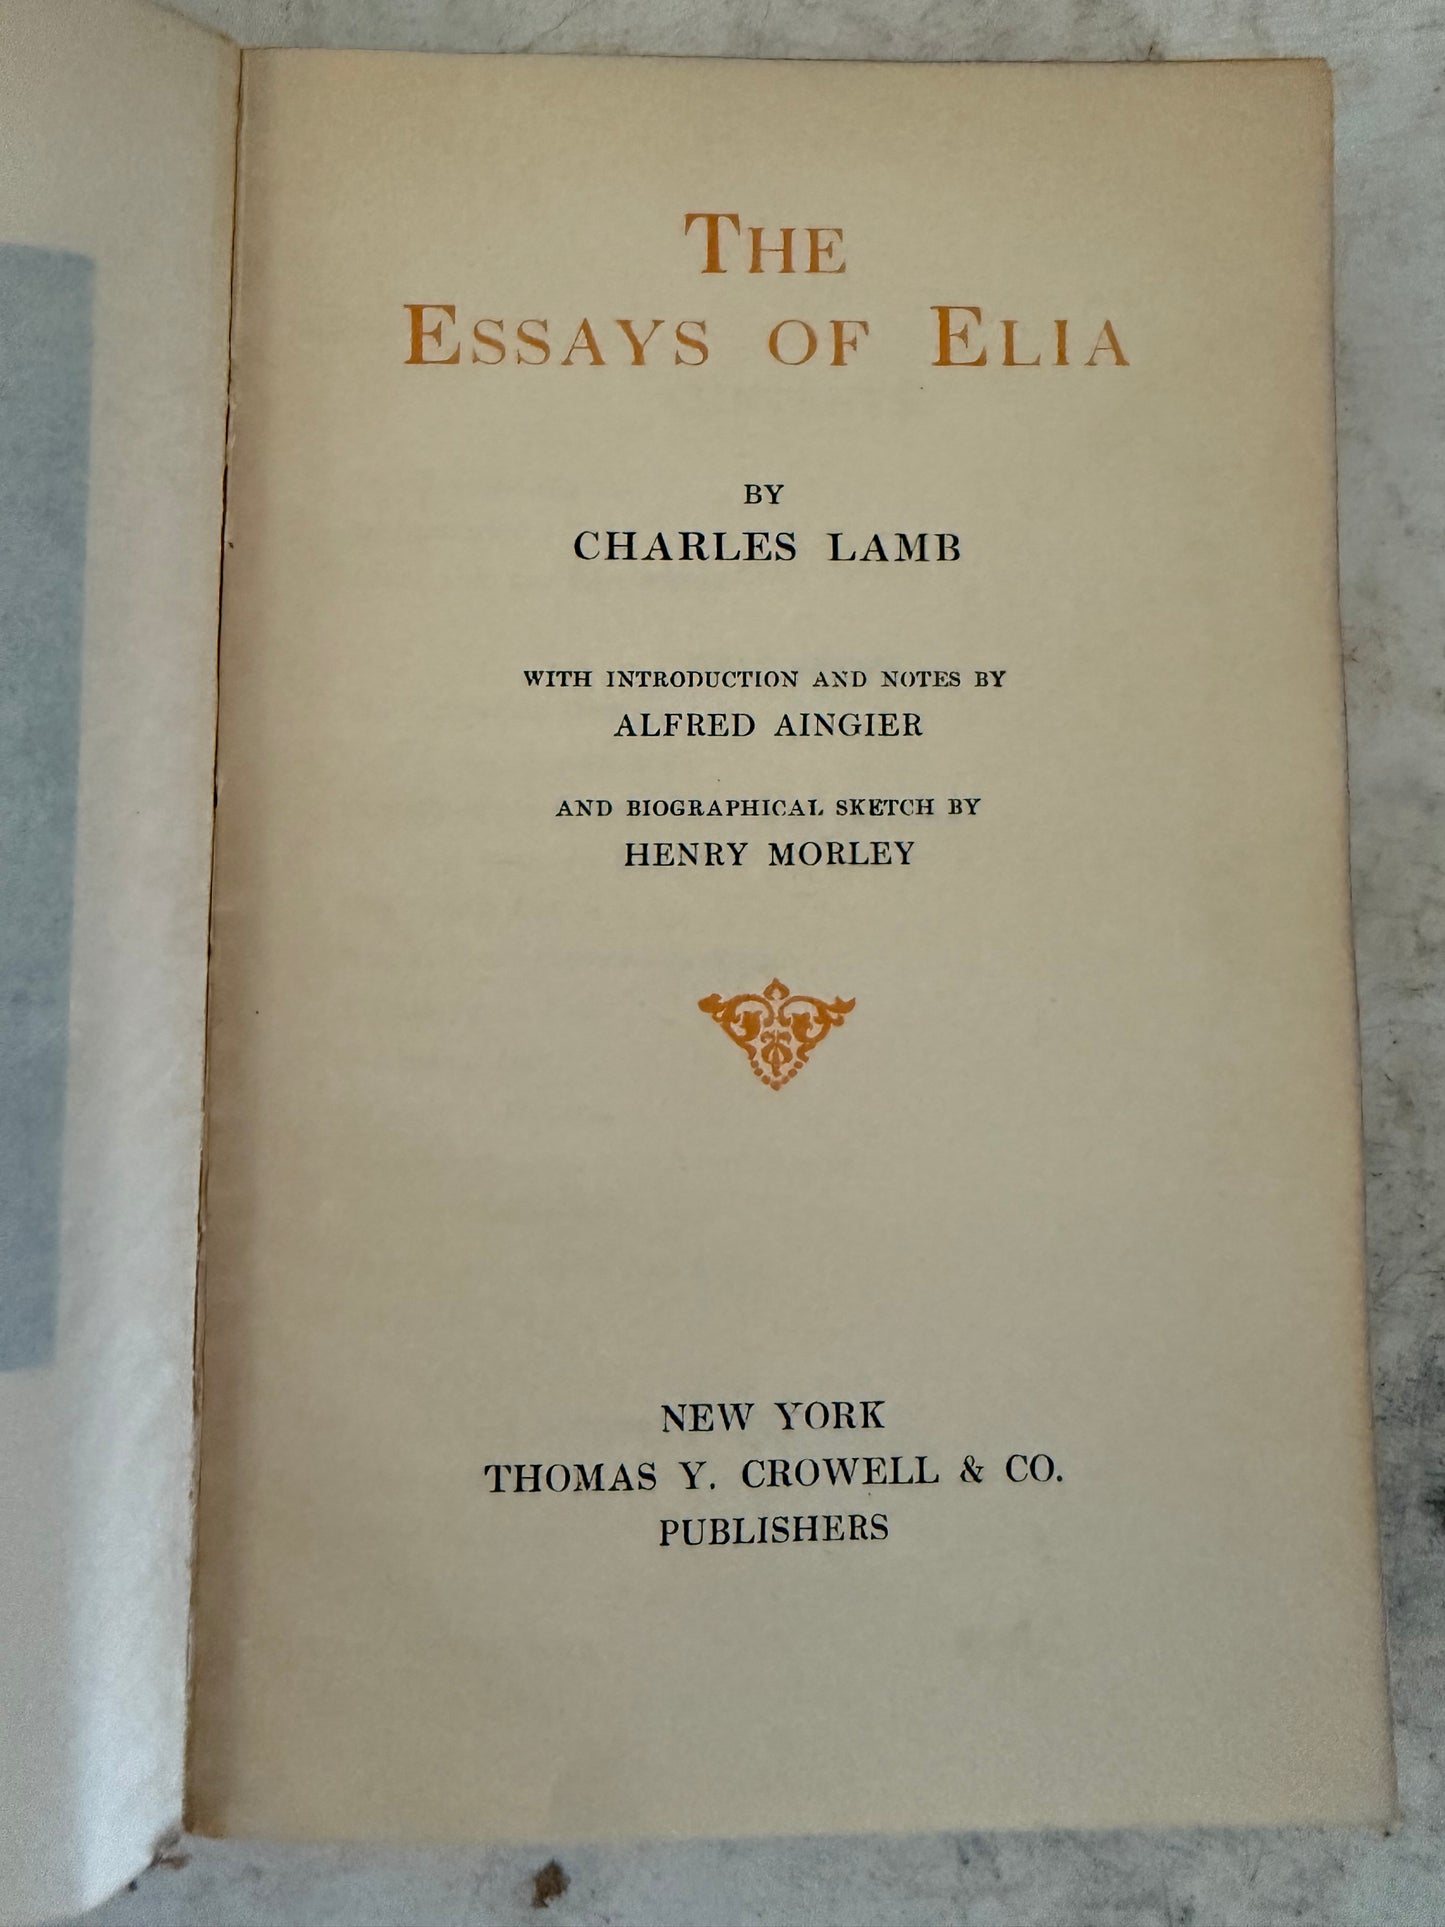 THE
ESSAYS OF ELIA
BY
CHARLES LAMB
WITH INTRODUCTION AND NOTES BY
ALFRED AINGIER
AND BIOGRAPHICAL SKETCH BY
HENRY MORLEY
NEW YORK
THOMAS Y. CROWELL & CO.
PUBLISHERS